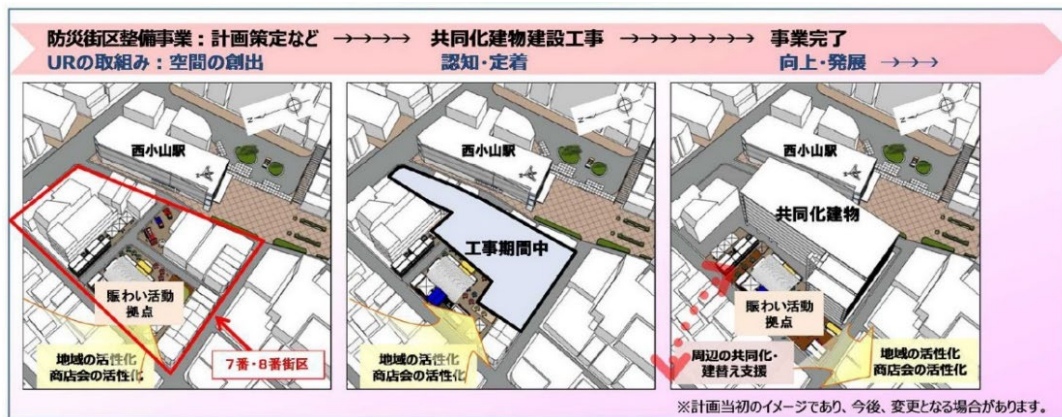 防災街区整備事業：計画策定など →→→→ 共同化建物建設工事 →→→→→→→ 事業完了
URの取組み：空間の創出 認知・定着 向上・発展 →→→
西小山駅
賑わい活動
拠点
地域の活性化
商店会の活性化
7番・8番街区
西小山駅
工事期間中
地域の活性化
商店会の活性化
西小山駅
共同化建物
賑わい活動
拠点
周辺の共同化・
建替え支援
地域の活性化
商店会の活性化
※計画当初のイメージであり、今後、変更となる場合があります。